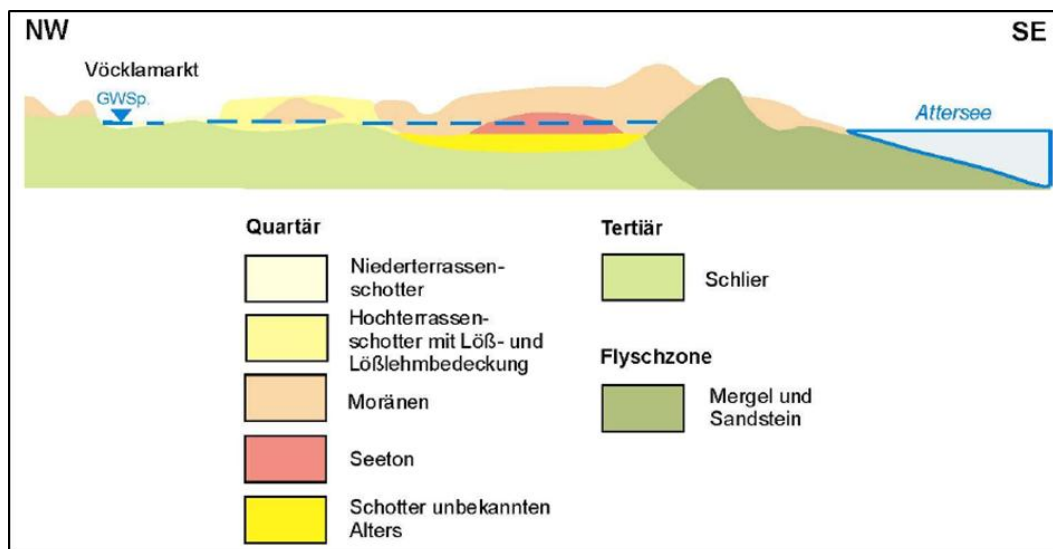 NW
SE
Vöcklamarkt
GWSp.
Attersee
Quartär
Niederterrassen-
schotter
Hochterrassen-
schotter mit Löß- und
Lößlehmbedeckung
Moränen
Seeton
Schotter unbekannten
Alters
Tertiär
Schlier
Flyschzone
Mergel und
Sandstein